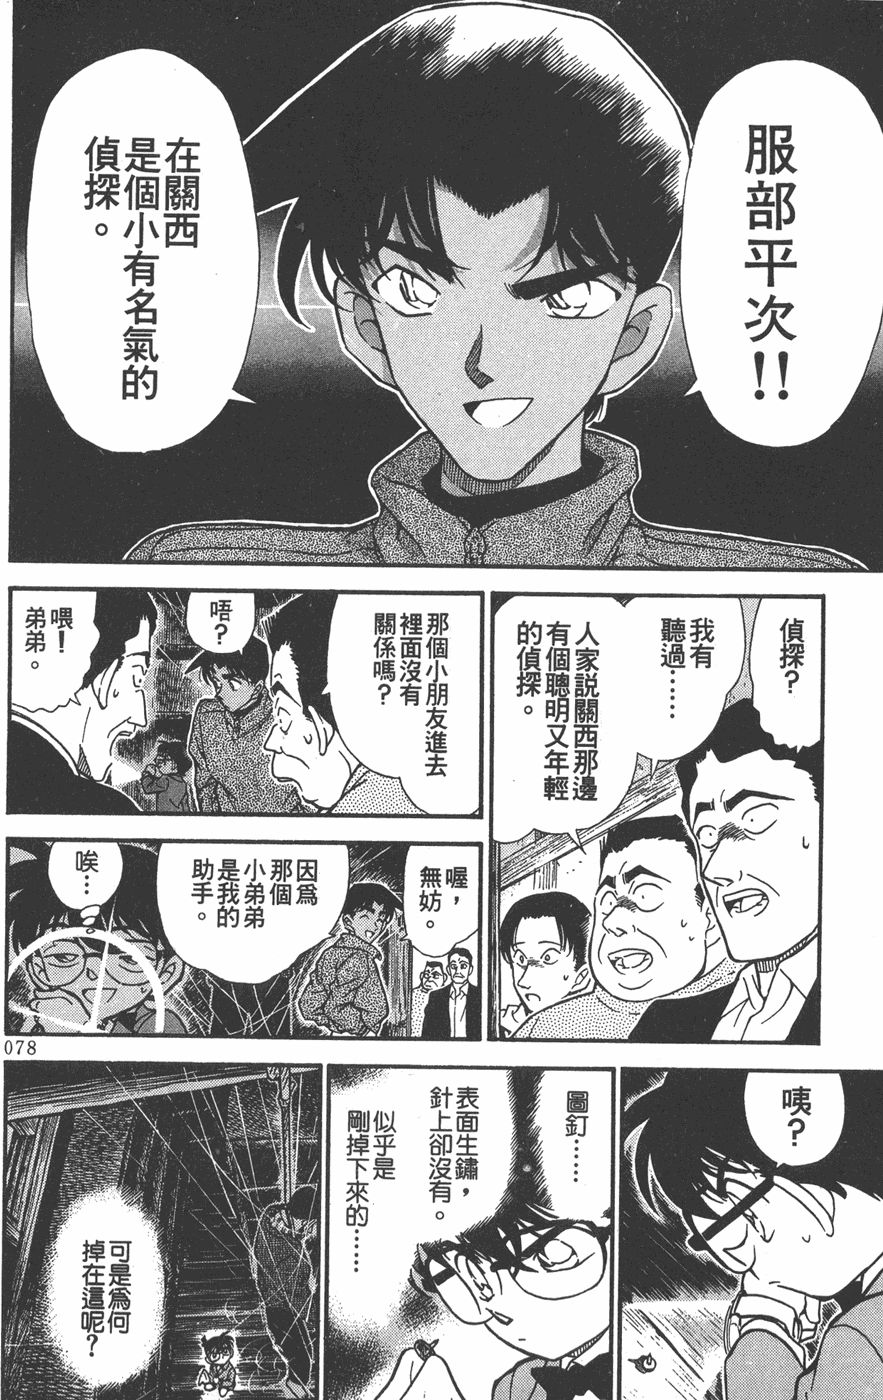 服部平次!!
在關西
是個小有名氣的
偵探。
偵探?
我有
聽過……
人家說關西那邊
有個聰明又年輕
的偵探。
那個小朋友進去
裡面沒有
關係嗎?
唔?
喂!
弟弟。
喔,
無妨。
因為
那個
小弟弟
是我的
助手。
唉…
078
咦?
圖釘……
表面生鏽,
針上卻沒有。
似乎是
剛掉下來的……
可是為何
掉在這呢?